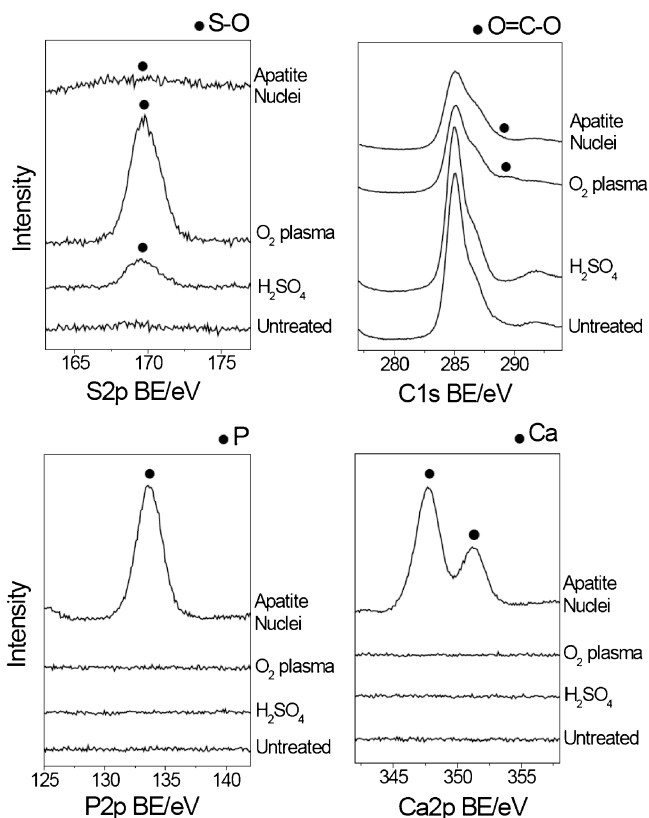 ● S-O
Intensity
Apatite
Nuclei
O₂ plasma
H₂SO₄
Untreated
165 170 175
S2p BE/eV
● O=C-O
Apatite
Nuclei
O₂ plasma
H₂SO₄
Untreated
280 285 290
C1s BE/eV
● P
Intensity
Apatite
Nuclei
O₂ plasma
H₂SO₄
Untreated
125 130 135 140
P2p BE/eV
● Ca
Apatite
Nuclei
O₂ plasma
H₂SO₄
Untreated
345 350 355
Ca2p BE/eV